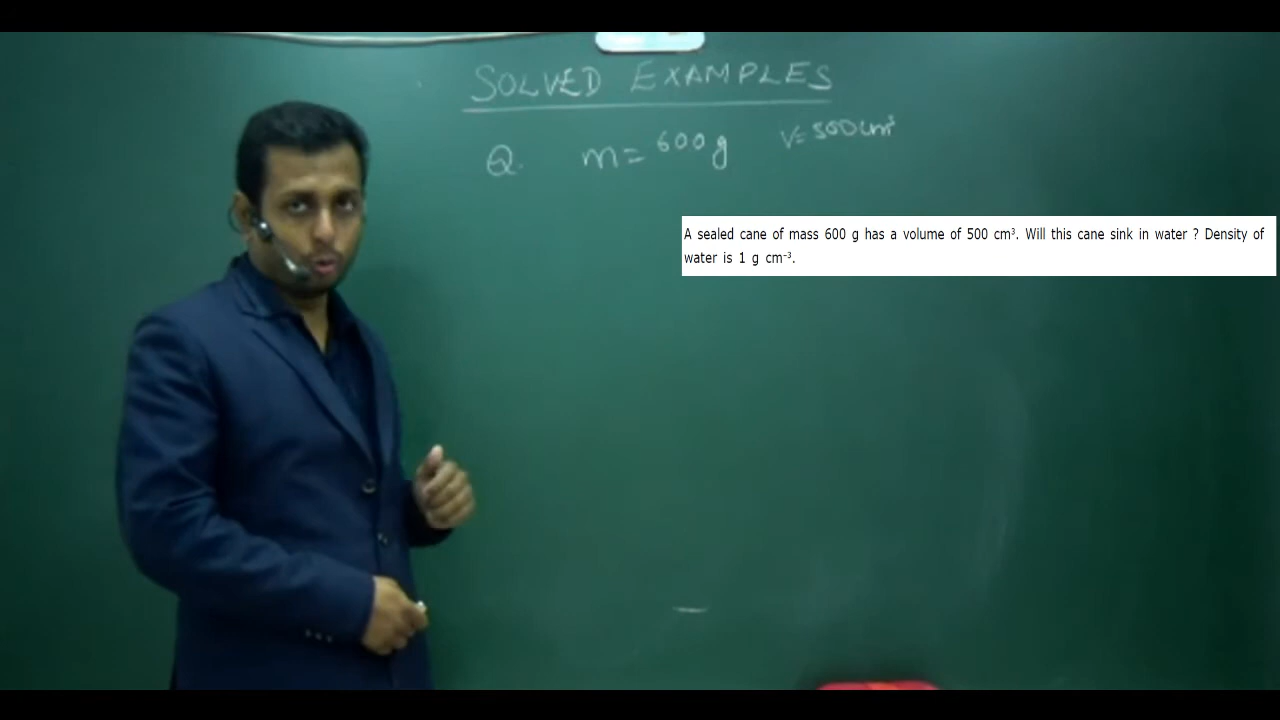 SOLVED EXAMPLES
Q. m = 600 g V = 500 cm³
A sealed cane of mass 600 g has a volume of 500 cm³. Will this cane sink in water ? Density of
water is 1 g cm⁻³.